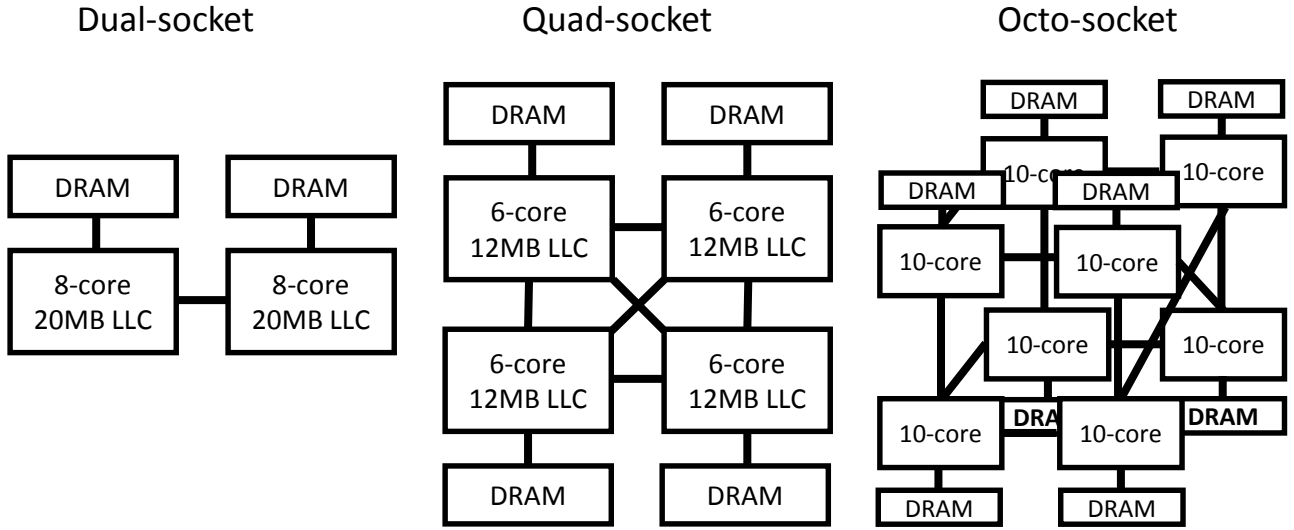 Dual-socket
Quad-socket
Octo-socket
DRAM
DRAM
8-core
20MB LLC
8-core
20MB LLC
DRAM
DRAM
6-core
12MB LLC
6-core
12MB LLC
6-core
12MB LLC
6-core
12MB LLC
DRAM
DRAM
DRAM
DRAM
10-core
10-core
DRAM
DRAM
10-core
10-core
10-core
10-core
DRAM
10-core
10-core
DRAM
DRAM